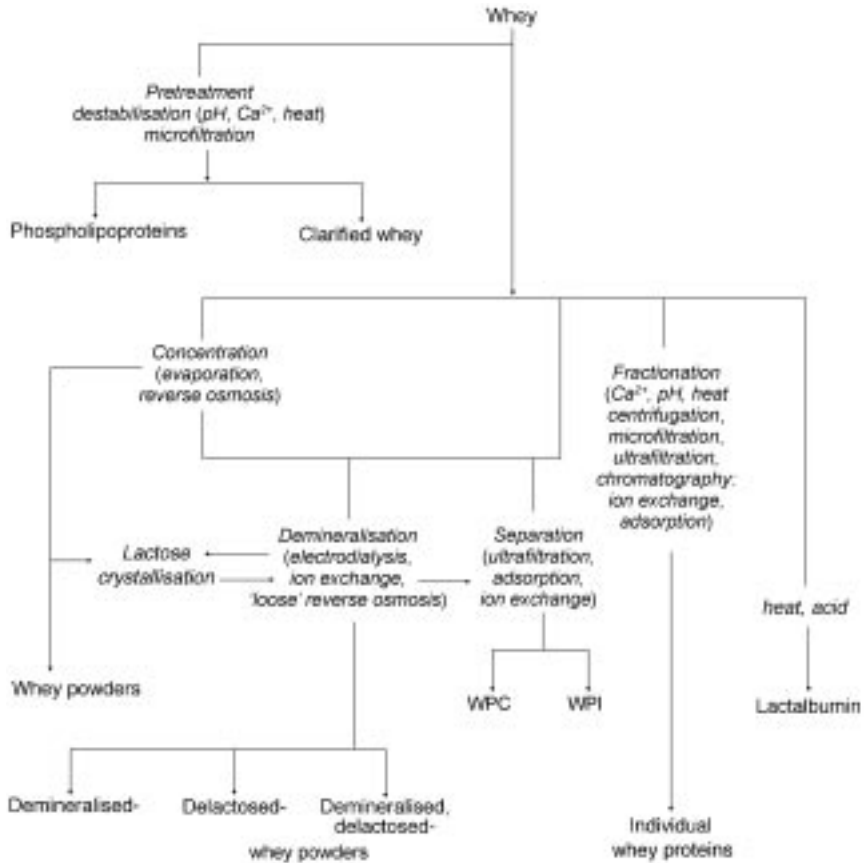 Whey
Pretreatment
destabilisation (pH, Ca²⁺, heat)
microfiltration
Phospholipoproteins
Clarified whey
Concentration
(evaporation,
reverse osmosis)
Fractionation
(Ca²⁺, pH, heat
centrifugation,
microfiltration,
ultrafiltration,
chromatography:
ion exchange,
adsorption)
Lactose
crystallisation
Demineralisation
(electrodialysis,
ion exchange,
'loose' reverse osmosis)
Separation
(ultrafiltration,
adsorption,
ion exchange)
heat, acid
Whey powders
WPC
WPI
Lactalbumin
Demineralised-
Delactosed-
Demineralised,
delactosed-
whey powders
Individual
whey proteins